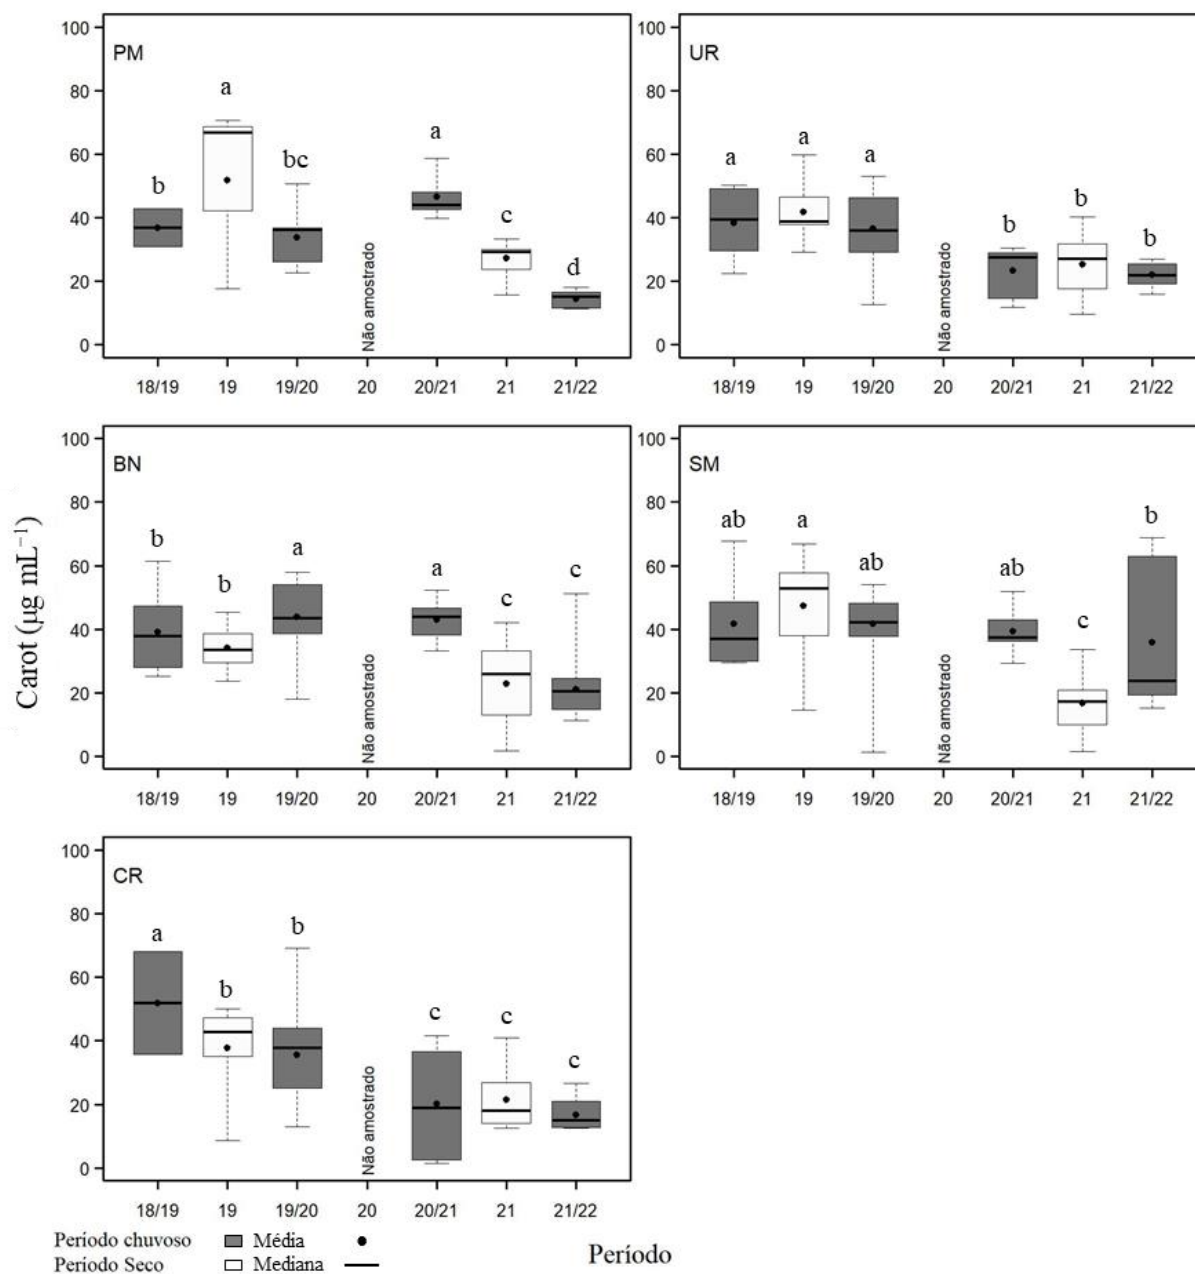 PM
100
80
60
40
20
0
a
a
bc
b
c
d
Não amostrado
18/19 19 19/20 20 20/21 21 21/22
UR
100
80
60
40
20
0
a a a
b b b
Não amostrado
18/19 19 19/20 20 20/21 21 21/22
Carot (µg mL⁻¹)
BN
100
80
60
40
20
0
b b a a c c
Não amostrado
18/19 19 19/20 20 20/21 21 21/22
SM
100
80
60
40
20
0
ab a ab ab c b
Não amostrado
18/19 19 19/20 20 20/21 21 21/22
CR
100
80
60
40
20
0
a b b c c c
Não amostrado
18/19 19 19/20 20 20/21 21 21/22
Período chuvoso Média
Período Seco Mediana
Período